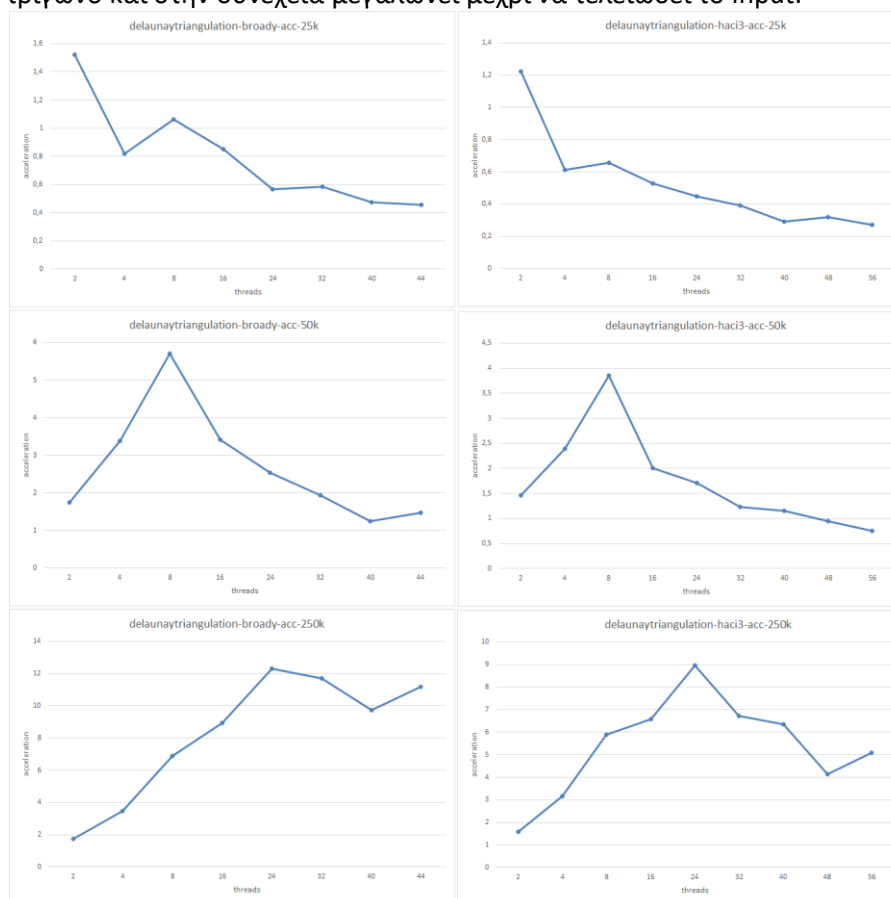 τρίγωνο και στην συνέχεια μεγαλώνει μέχρι να τελειώσει το input.
delaunaytriangulation-broady-acc-25k
1,6
1,4
1,2
1
0,8
0,6
0,4
0,2
0
acceleration
2 4 8 16 24 32 40 44
threads
delaunaytriangulation-haci3-acc-25k
1,4
1,2
1
0,8
0,6
0,4
0,2
0
acceleration
2 4 8 16 24 32 40 48 56
threads
delaunaytriangulation-broady-acc-50k
6
5
4
3
2
1
0
acceleration
2 4 8 16 24 32 40 44
threads
delaunaytriangulation-haci3-acc-50k
4,5
4
3,5
3
2,5
2
1,5
1
0,5
0
acceleration
2 4 8 16 24 32 40 48 56
threads
delaunaytriangulation-broady-acc-250k
14
12
10
8
6
4
2
0
acceleration
2 4 8 16 24 32 40 44
threads
delaunaytriangulation-haci3-acc-250k
10
9
8
7
6
5
4
3
2
1
0
acceleration
2 4 8 16 24 32 40 48 56
threads